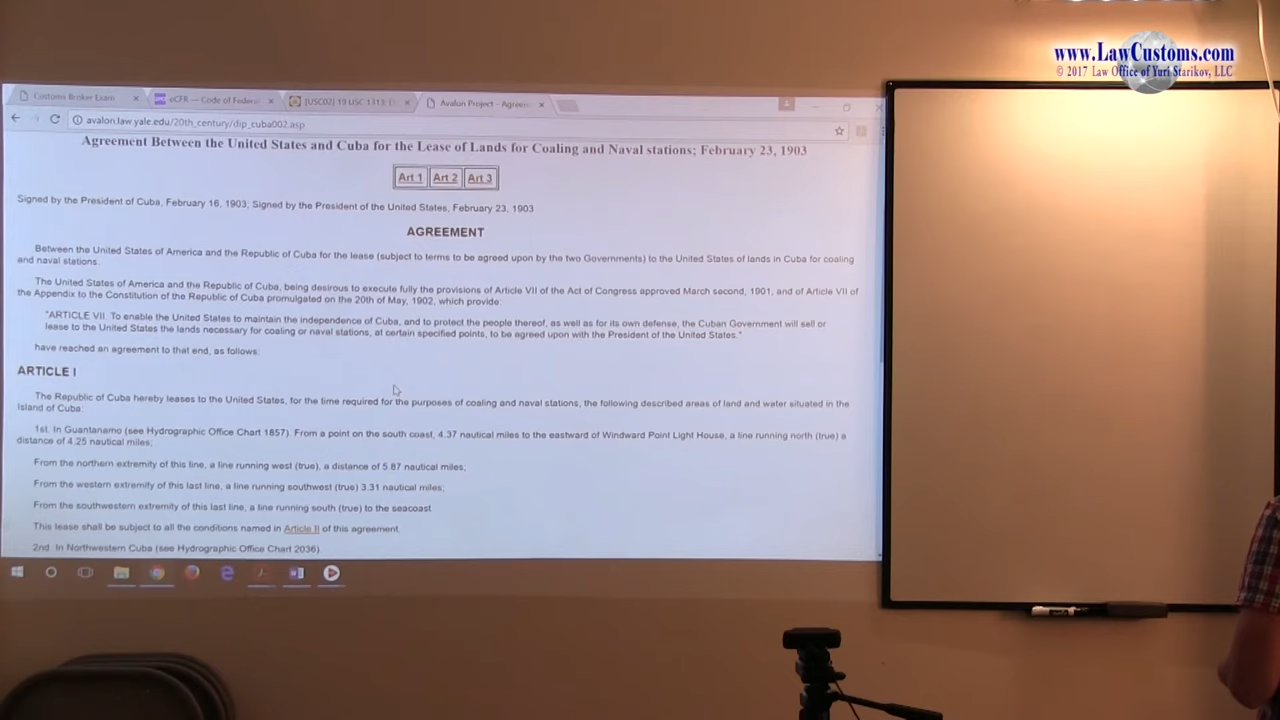 www.LawCustoms.com
© 2017 Law Office of Yuri Starikov, LLC
Customs Broker Exam
eCFR — Code of Federal
[USC02] 19 USC 1313:
Avalon Project - Agreem
avalon.law.yale.edu/20th_century/dip_cuba002.asp
Agreement Between the United States and Cuba for the Lease of Lands for Coaling and Naval stations; February 23, 1903
Art 1 Art 2 Art 3
Signed by the President of Cuba, February 16, 1903; Signed by the President of the United States, February 23, 1903
AGREEMENT
Between the United States of America and the Republic of Cuba for the lease (subject to terms to be agreed upon by the two Governments) to the United States of lands in Cuba for coaling
and naval stations.
The United States of America and the Republic of Cuba, being desirous to execute fully the provisions of Article VII of the Act of Congress approved March second, 1901, and of Article VII of
the Appendix to the Constitution of the Republic of Cuba promulgated on the 20th of May, 1902, which provide:
"ARTICLE VII. To enable the United States to maintain the independence of Cuba, and to protect the people thereof, as well as for its own defense, the Cuban Government will sell or
lease to the United States the lands necessary for coaling or naval stations, at certain specified points, to be agreed upon with the President of the United States."
have reached an agreement to that end, as follows:
ARTICLE I
The Republic of Cuba hereby leases to the United States, for the time required for the purposes of coaling and naval stations, the following described areas of land and water situated in the
Island of Cuba:
1st. In Guantanamo (see Hydrographic Office Chart 1857). From a point on the south coast, 4.37 nautical miles to the eastward of Windward Point Light House, a line running north (true) a
distance of 4.25 nautical miles;
From the northern extremity of this line, a line running west (true), a distance of 5.87 nautical miles;
From the western extremity of this last line, a line running southwest (true) 3.31 nautical miles;
From the southwestern extremity of this last line, a line running south (true) to the seacoast.
This lease shall be subject to all the conditions named in Article II of this agreement.
2nd. In Northwestern Cuba (see Hydrographic Office Chart 2036).